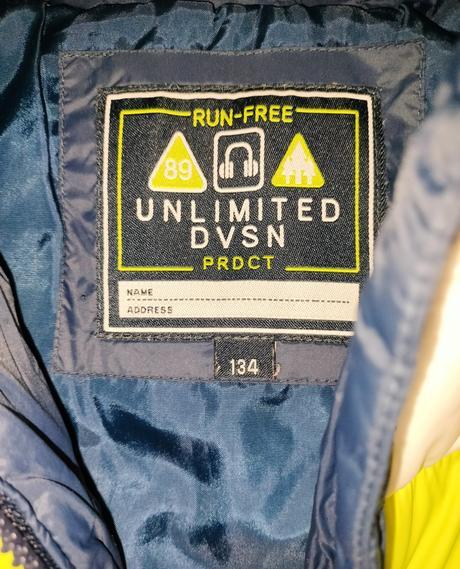 RUN-FREE
89
UNLIMITED
DVSN
PRDCT
NAME
ADDRESS
134